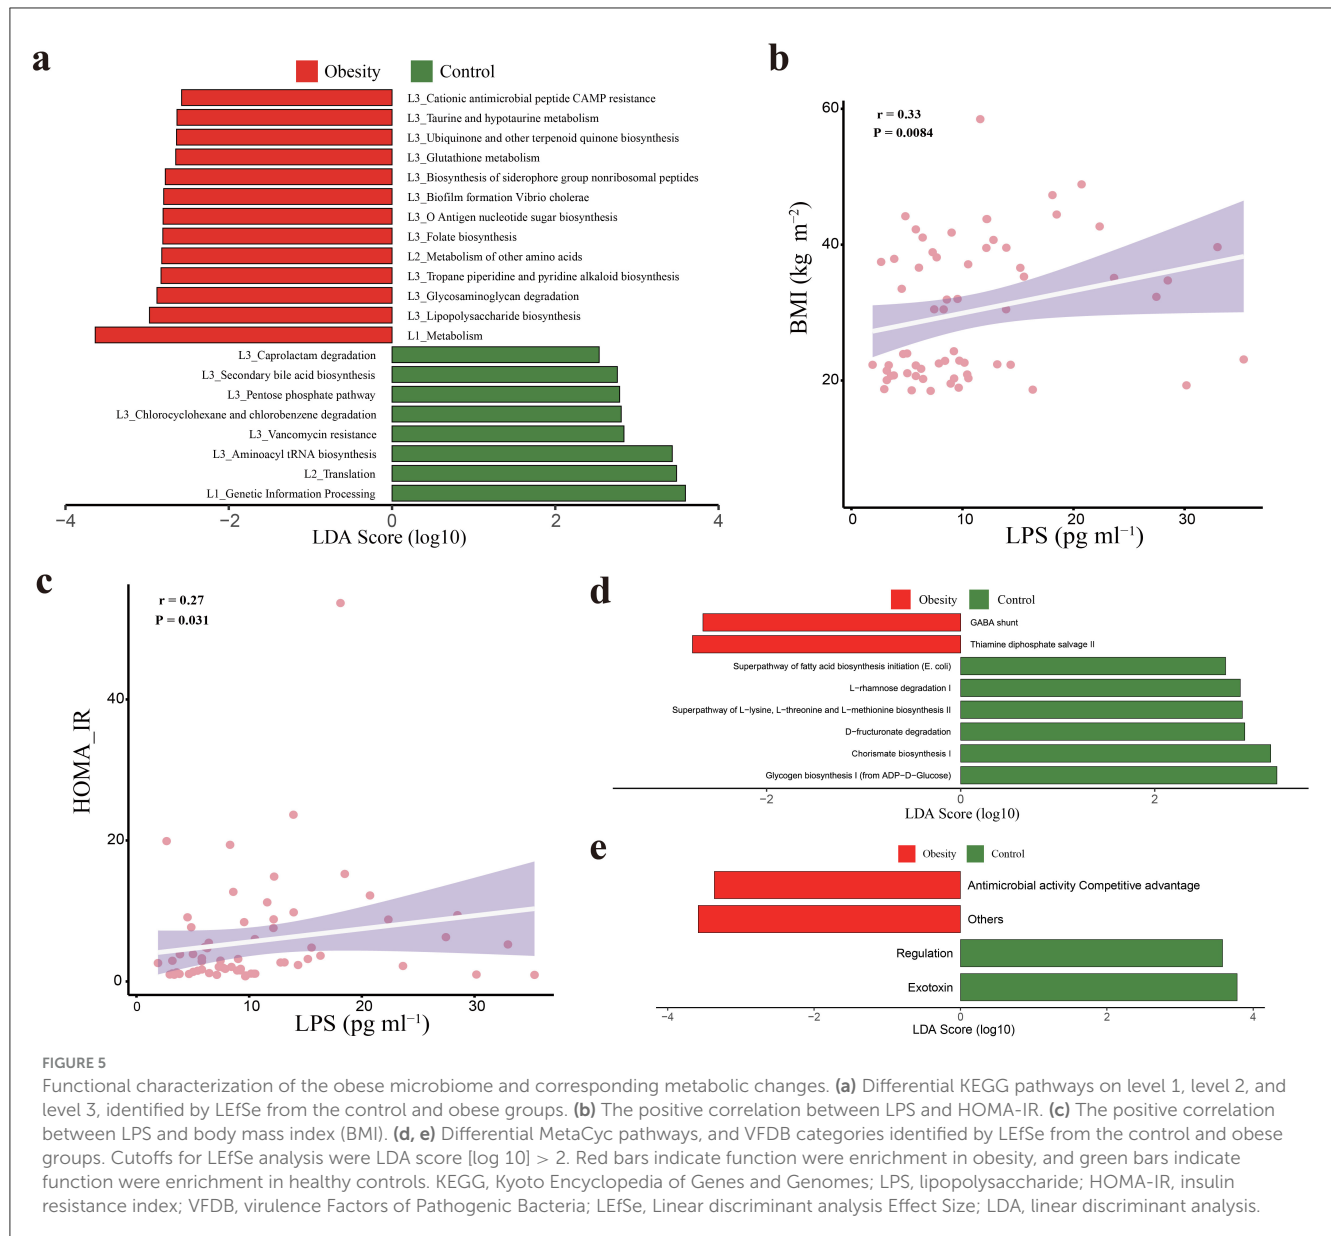 a
Obesity Control
L3_Cationic antimicrobial peptide CAMP resistance
L3_Taurine and hypotaurine metabolism
L3_Ubiquinone and other terpenoid quinone biosynthesis
L3_Glutathione metabolism
L3_Biosynthesis of siderophore group nonribosomal peptides
L3_Biofilm formation Vibrio cholerae
L3_O Antigen nucleotide sugar biosynthesis
L3_Folate biosynthesis
L2_Metabolism of other amino acids
L3_Tropane piperidine and pyridine alkaloid biosynthesis
L3_Glycosaminoglycan degradation
L3_Lipopolysaccharide biosynthesis
L1_Metabolism
L3_Caprolactam degradation
L3_Secondary bile acid biosynthesis
L3_Pentose phosphate pathway
L3_Chlorocyclohexane and chlorobenzene degradation
L3_Vancomycin resistance
L3_Aminoacyl tRNA biosynthesis
L2_Translation
L1_Genetic Information Processing
−4 −2 0 2 4
LDA Score (log10)
b
r = 0.33
P = 0.0084
60
40
20
BMI (kg m−2)
0 10 20 30
LPS (pg ml−1)
c
r = 0.27
P = 0.031
40
20
0
HOMA_IR
0 10 20 30
LPS (pg ml−1)
d
Obesity Control
GABA shunt
Thiamine diphosphate salvage II
Superpathway of fatty acid biosynthesis initiation (E. coli)
L−rhamnose degradation I
Superpathway of L−lysine, L−threonine and L−methionine biosynthesis II
D−fructuronate degradation
Chorismate biosynthesis I
Glycogen biosynthesis I (from ADP−D−Glucose)
−2 0 2
LDA Score (log10)
e
Obesity Control
Antimicrobial activity Competitive advantage
Others
Regulation
Exotoxin
−4 −2 0 2 4
LDA Score (log10)
FIGURE 5
Functional characterization of the obese microbiome and corresponding metabolic changes. (a) Differential KEGG pathways on level 1, level 2, and
level 3, identified by LEfSe from the control and obese groups. (b) The positive correlation between LPS and HOMA-IR. (c) The positive correlation
between LPS and body mass index (BMI). (d, e) Differential MetaCyc pathways, and VFDB categories identified by LEfSe from the control and obese
groups. Cutoffs for LEfSe analysis were LDA score [log 10] > 2. Red bars indicate function were enrichment in obesity, and green bars indicate
function were enrichment in healthy controls. KEGG, Kyoto Encyclopedia of Genes and Genomes; LPS, lipopolysaccharide; HOMA-IR, insulin
resistance index; VFDB, virulence Factors of Pathogenic Bacteria; LEfSe, Linear discriminant analysis Effect Size; LDA, linear discriminant analysis.